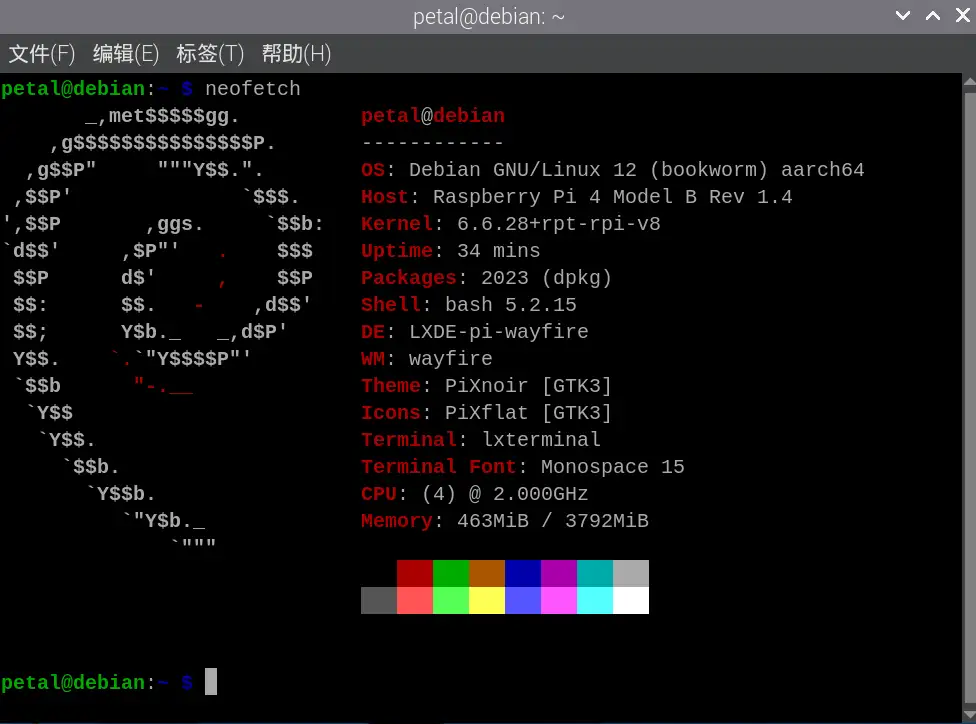 petal@debian: ~
文件(F) 编辑(E) 标签(T) 帮助(H)
petal@debian:~ $ neofetch
       _,met$$$$$gg.          petal@debian
    ,g$$$$$$$$$$$$$$$P.       ------------
  ,g$$P"     """Y$$.".        OS: Debian GNU/Linux 12 (bookworm) aarch64
 ,$$P'              `$$$.     Host: Raspberry Pi 4 Model B Rev 1.4
',$$P       ,ggs.     `$$b:   Kernel: 6.6.28+rpt-rpi-v8
`d$$'     ,$P"'   .    $$$    Uptime: 34 mins
 $$P      d$'     ,    $$P    Packages: 2023 (dpkg)
 $$:      $$.   -    ,d$$'    Shell: bash 5.2.15
 $$;      Y$b._   _,d$P'      DE: LXDE-pi-wayfire
 Y$$.    `.`"Y$$$$P"'         WM: wayfire
 `$$b      "-.__              Theme: PiXnoir [GTK3]
  `Y$$                        Icons: PiXflat [GTK3]
   `Y$$.                      Terminal: lxterminal
     `$$b.                    Terminal Font: Monospace 15
       `Y$$b.                 CPU: (4) @ 2.000GHz
          `"Y$b._             Memory: 463MiB / 3792MiB
              `"""
petal@debian:~ $